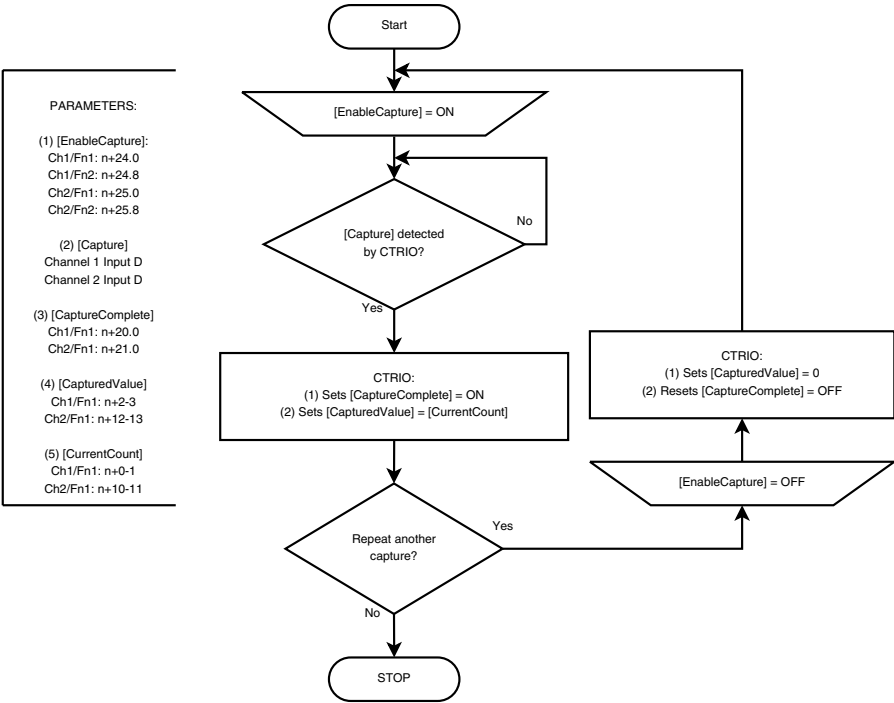 Start
PARAMETERS:
(1) [EnableCapture]:
Ch1/Fn1: n+24.0
Ch1/Fn2: n+24.8
Ch2/Fn1: n+25.0
Ch2/Fn2: n+25.8
(2) [Capture]
Channel 1 Input D
Channel 2 Input D
(3) [CaptureComplete]
Ch1/Fn1: n+20.0
Ch2/Fn1: n+21.0
(4) [CapturedValue]
Ch1/Fn1: n+2-3
Ch2/Fn1: n+12-13
(5) [CurrentCount]
Ch1/Fn1: n+0-1
Ch2/Fn1: n+10-11
[EnableCapture] = ON
[Capture] detected
by CTRIO?
No
Yes
CTRIO:
(1) Sets [CaptureComplete] = ON
(2) Sets [CapturedValue] = [CurrentCount]
Repeat another
capture?
Yes
No
STOP
[EnableCapture] = OFF
CTRIO:
(1) Sets [CapturedValue] = 0
(2) Resets [CaptureComplete] = OFF